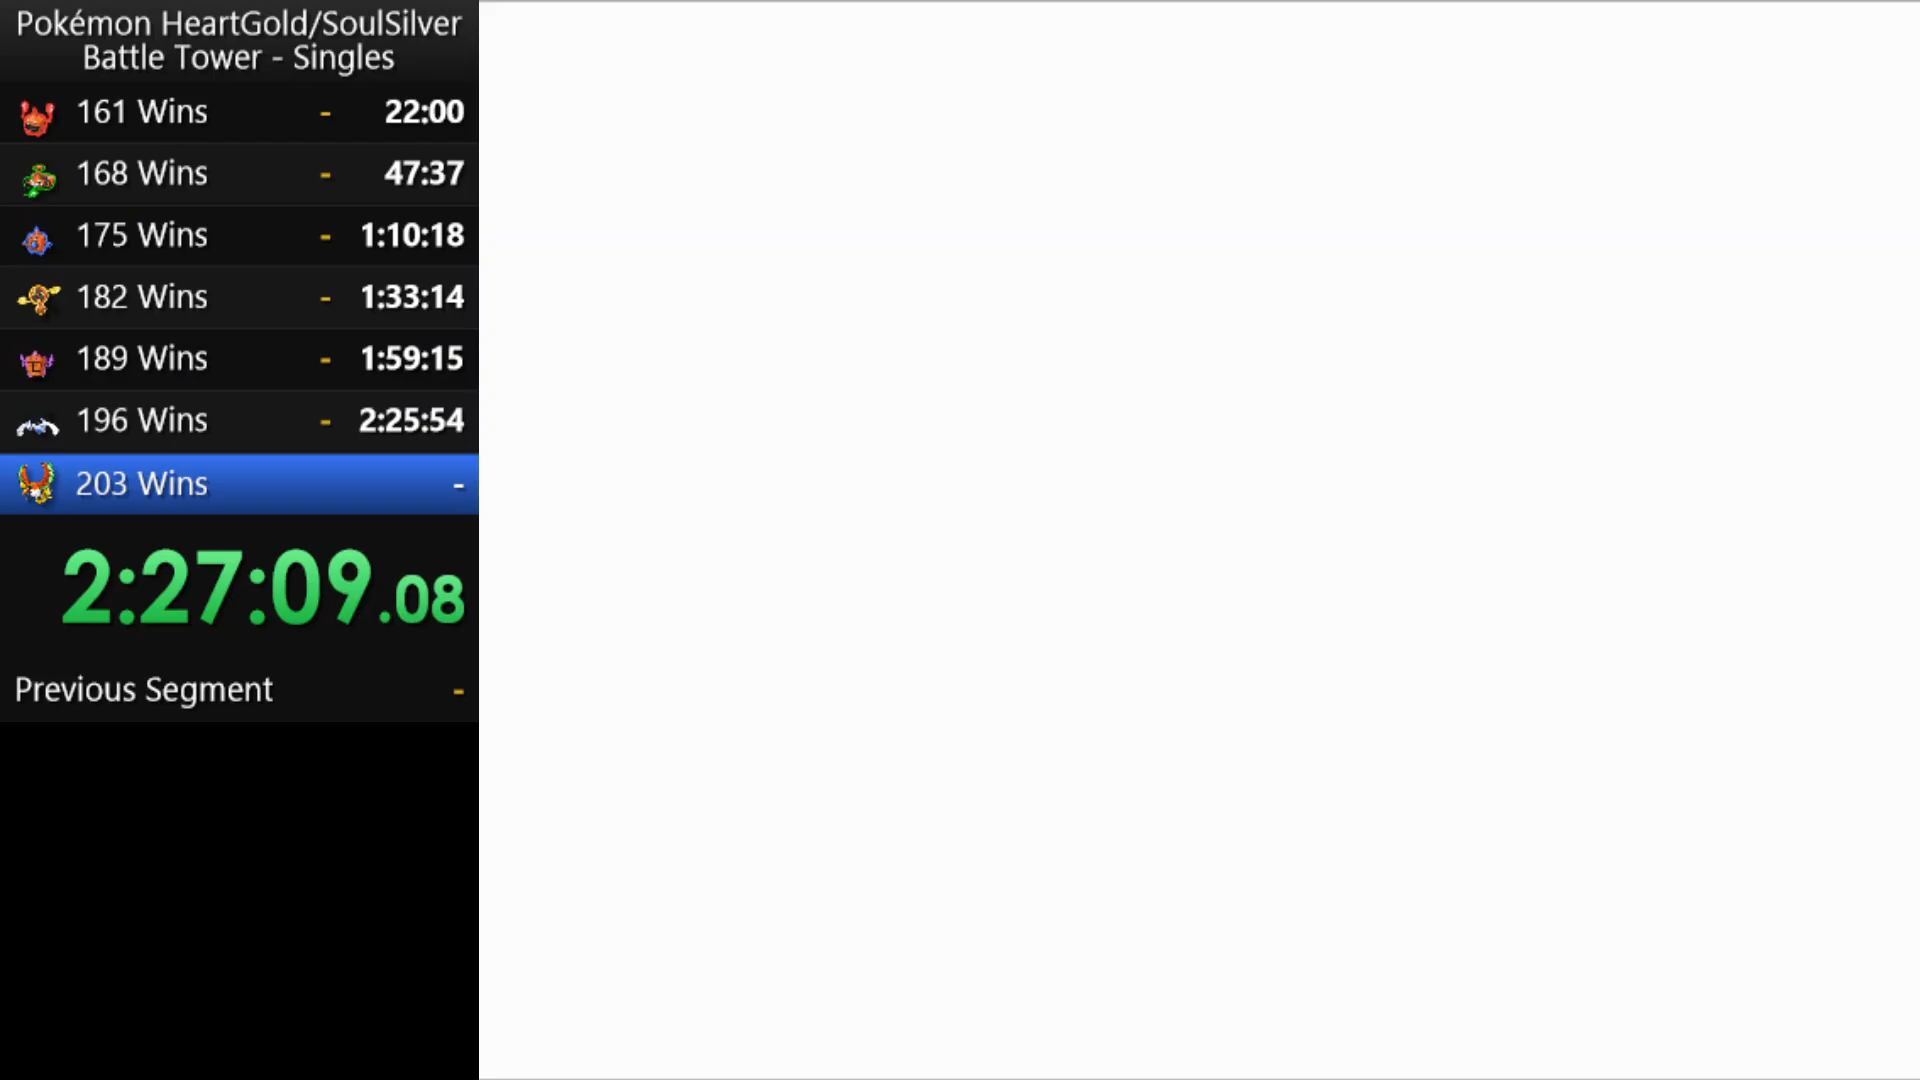 Pokémon HeartGold/SoulSilver
Battle Tower - Singles
161 Wins - 22:00
168 Wins - 47:37
175 Wins - 1:10:18
182 Wins - 1:33:14
189 Wins - 1:59:15
196 Wins - 2:25:54
203 Wins -
2:27:09.08
Previous Segment -